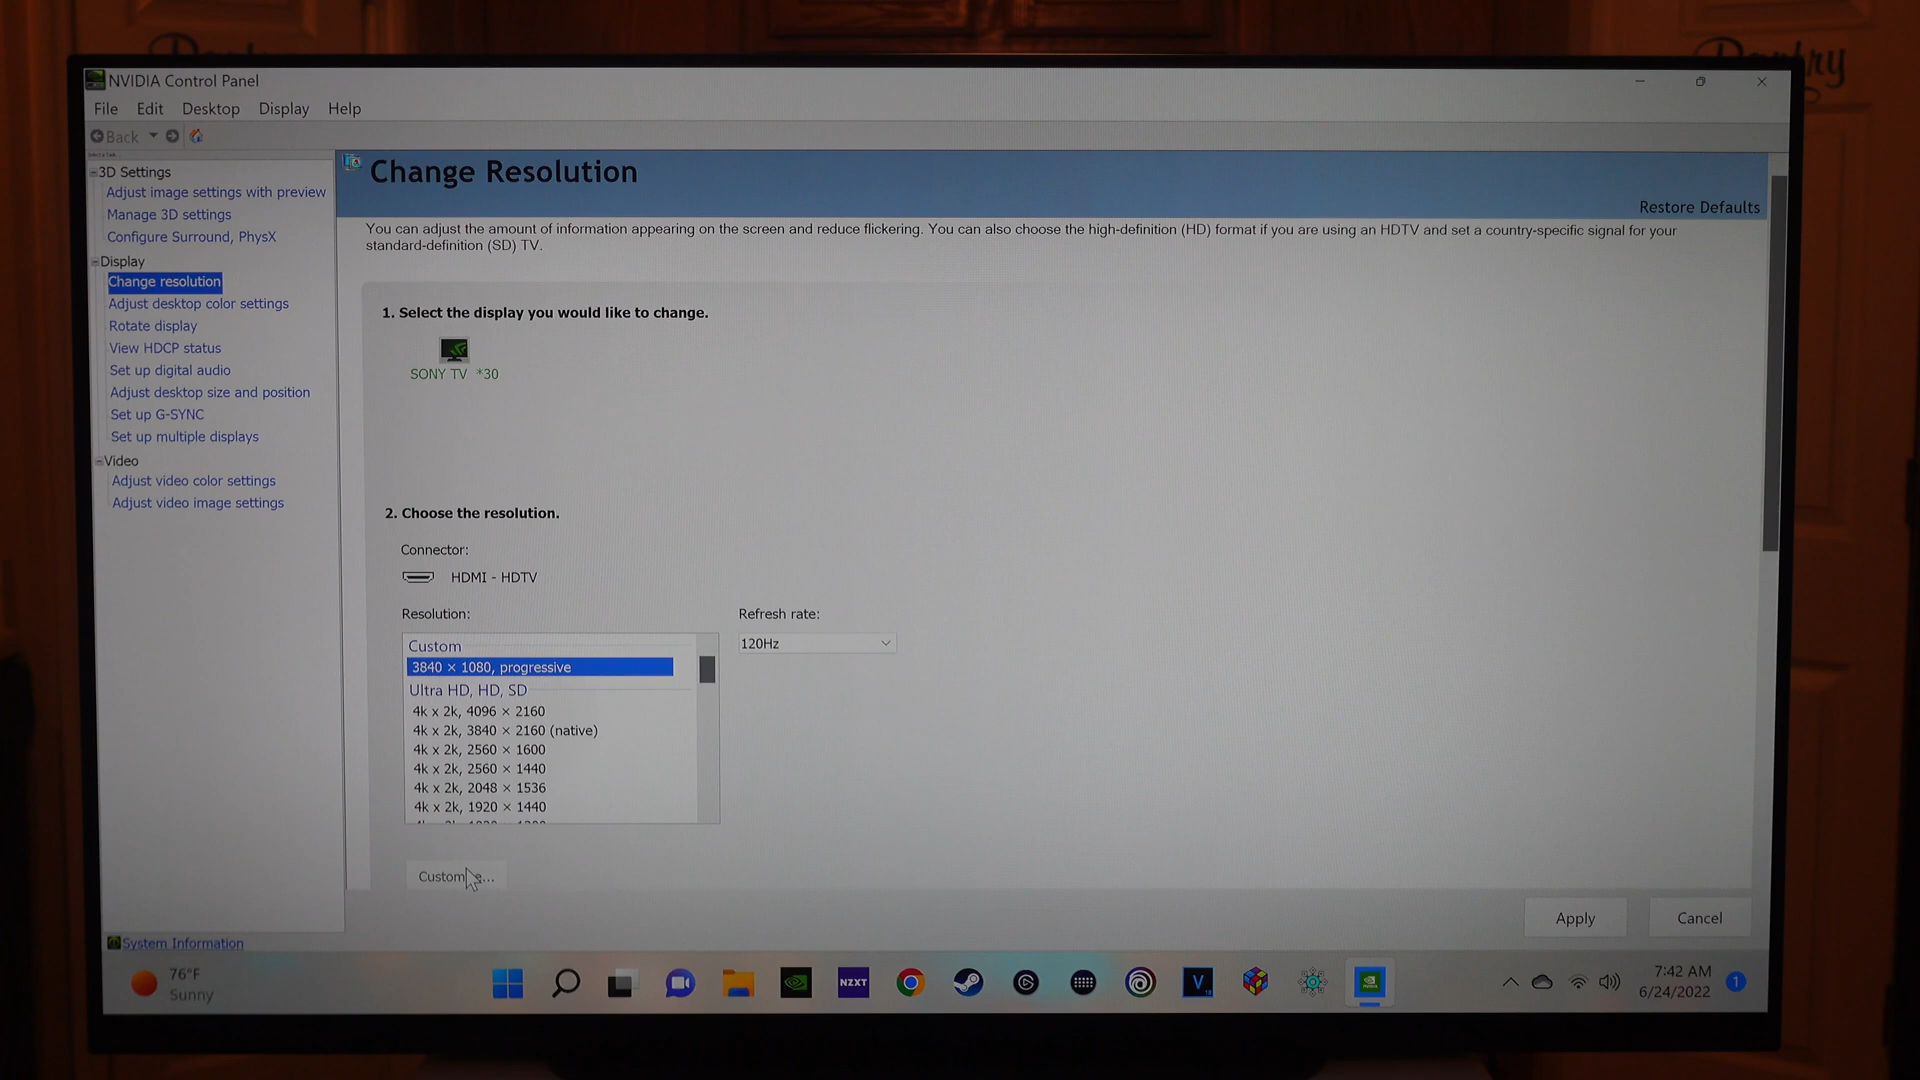 Pantry
NVIDIA Control Panel
File Edit Desktop Display Help
Back
3D Settings
Adjust image settings with preview
Manage 3D settings
Configure Surround, PhysX
Display
Change resolution
Adjust desktop color settings
Rotate display
View HDCP status
Set up digital audio
Adjust desktop size and position
Set up G-SYNC
Set up multiple displays
Video
Adjust video color settings
Adjust video image settings
System Information
Change Resolution
Restore Defaults
You can adjust the amount of information appearing on the screen and reduce flickering. You can also choose the high-definition (HD) format if you are using an HDTV and set a country-specific signal for your
standard-definition (SD) TV.
1. Select the display you would like to change.
SONY TV *30
2. Choose the resolution.
Connector:
HDMI - HDTV
Resolution:
Refresh rate:
120Hz
Custom
3840 × 1080, progressive
Ultra HD, HD, SD
4k x 2k, 4096 × 2160
4k x 2k, 3840 × 2160 (native)
4k x 2k, 2560 × 1600
4k x 2k, 2560 × 1440
4k x 2k, 2048 × 1536
4k x 2k, 1920 × 1440
Apply Cancel
76°F
Sunny
NZXT
V
7:42 AM
6/24/2022
1